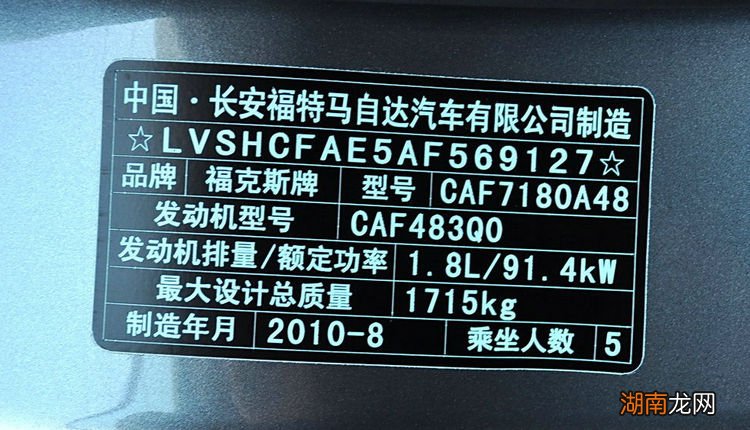 中国·长安福特马自达汽车有限公司制造
☆LVSHCFAE5AF569127☆
品牌 福克斯牌 型号 CAF7180A48
发动机型号 CAF483Q0
发动机排量/额定功率 1.8L/91.4kW
最大设计总质量 1715kg
制造年月 2010-8 乘坐人数 5
湖南龙网